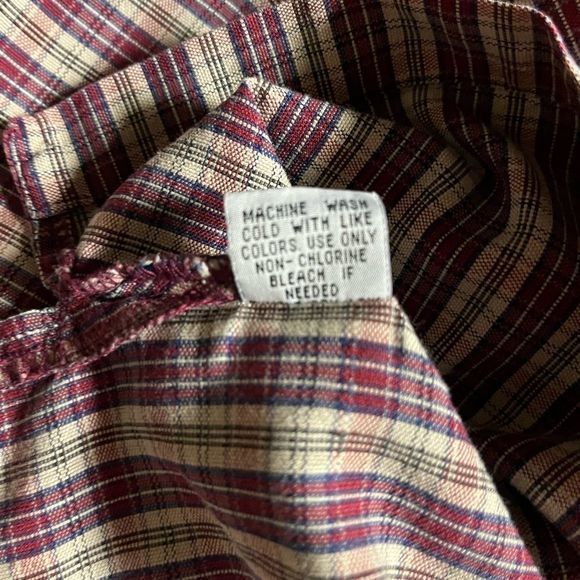 MACHINE WASH
COLD WITH LIKE
COLORS. USE ONLY
NON-CHLORINE
BLEACH IF
NEEDED